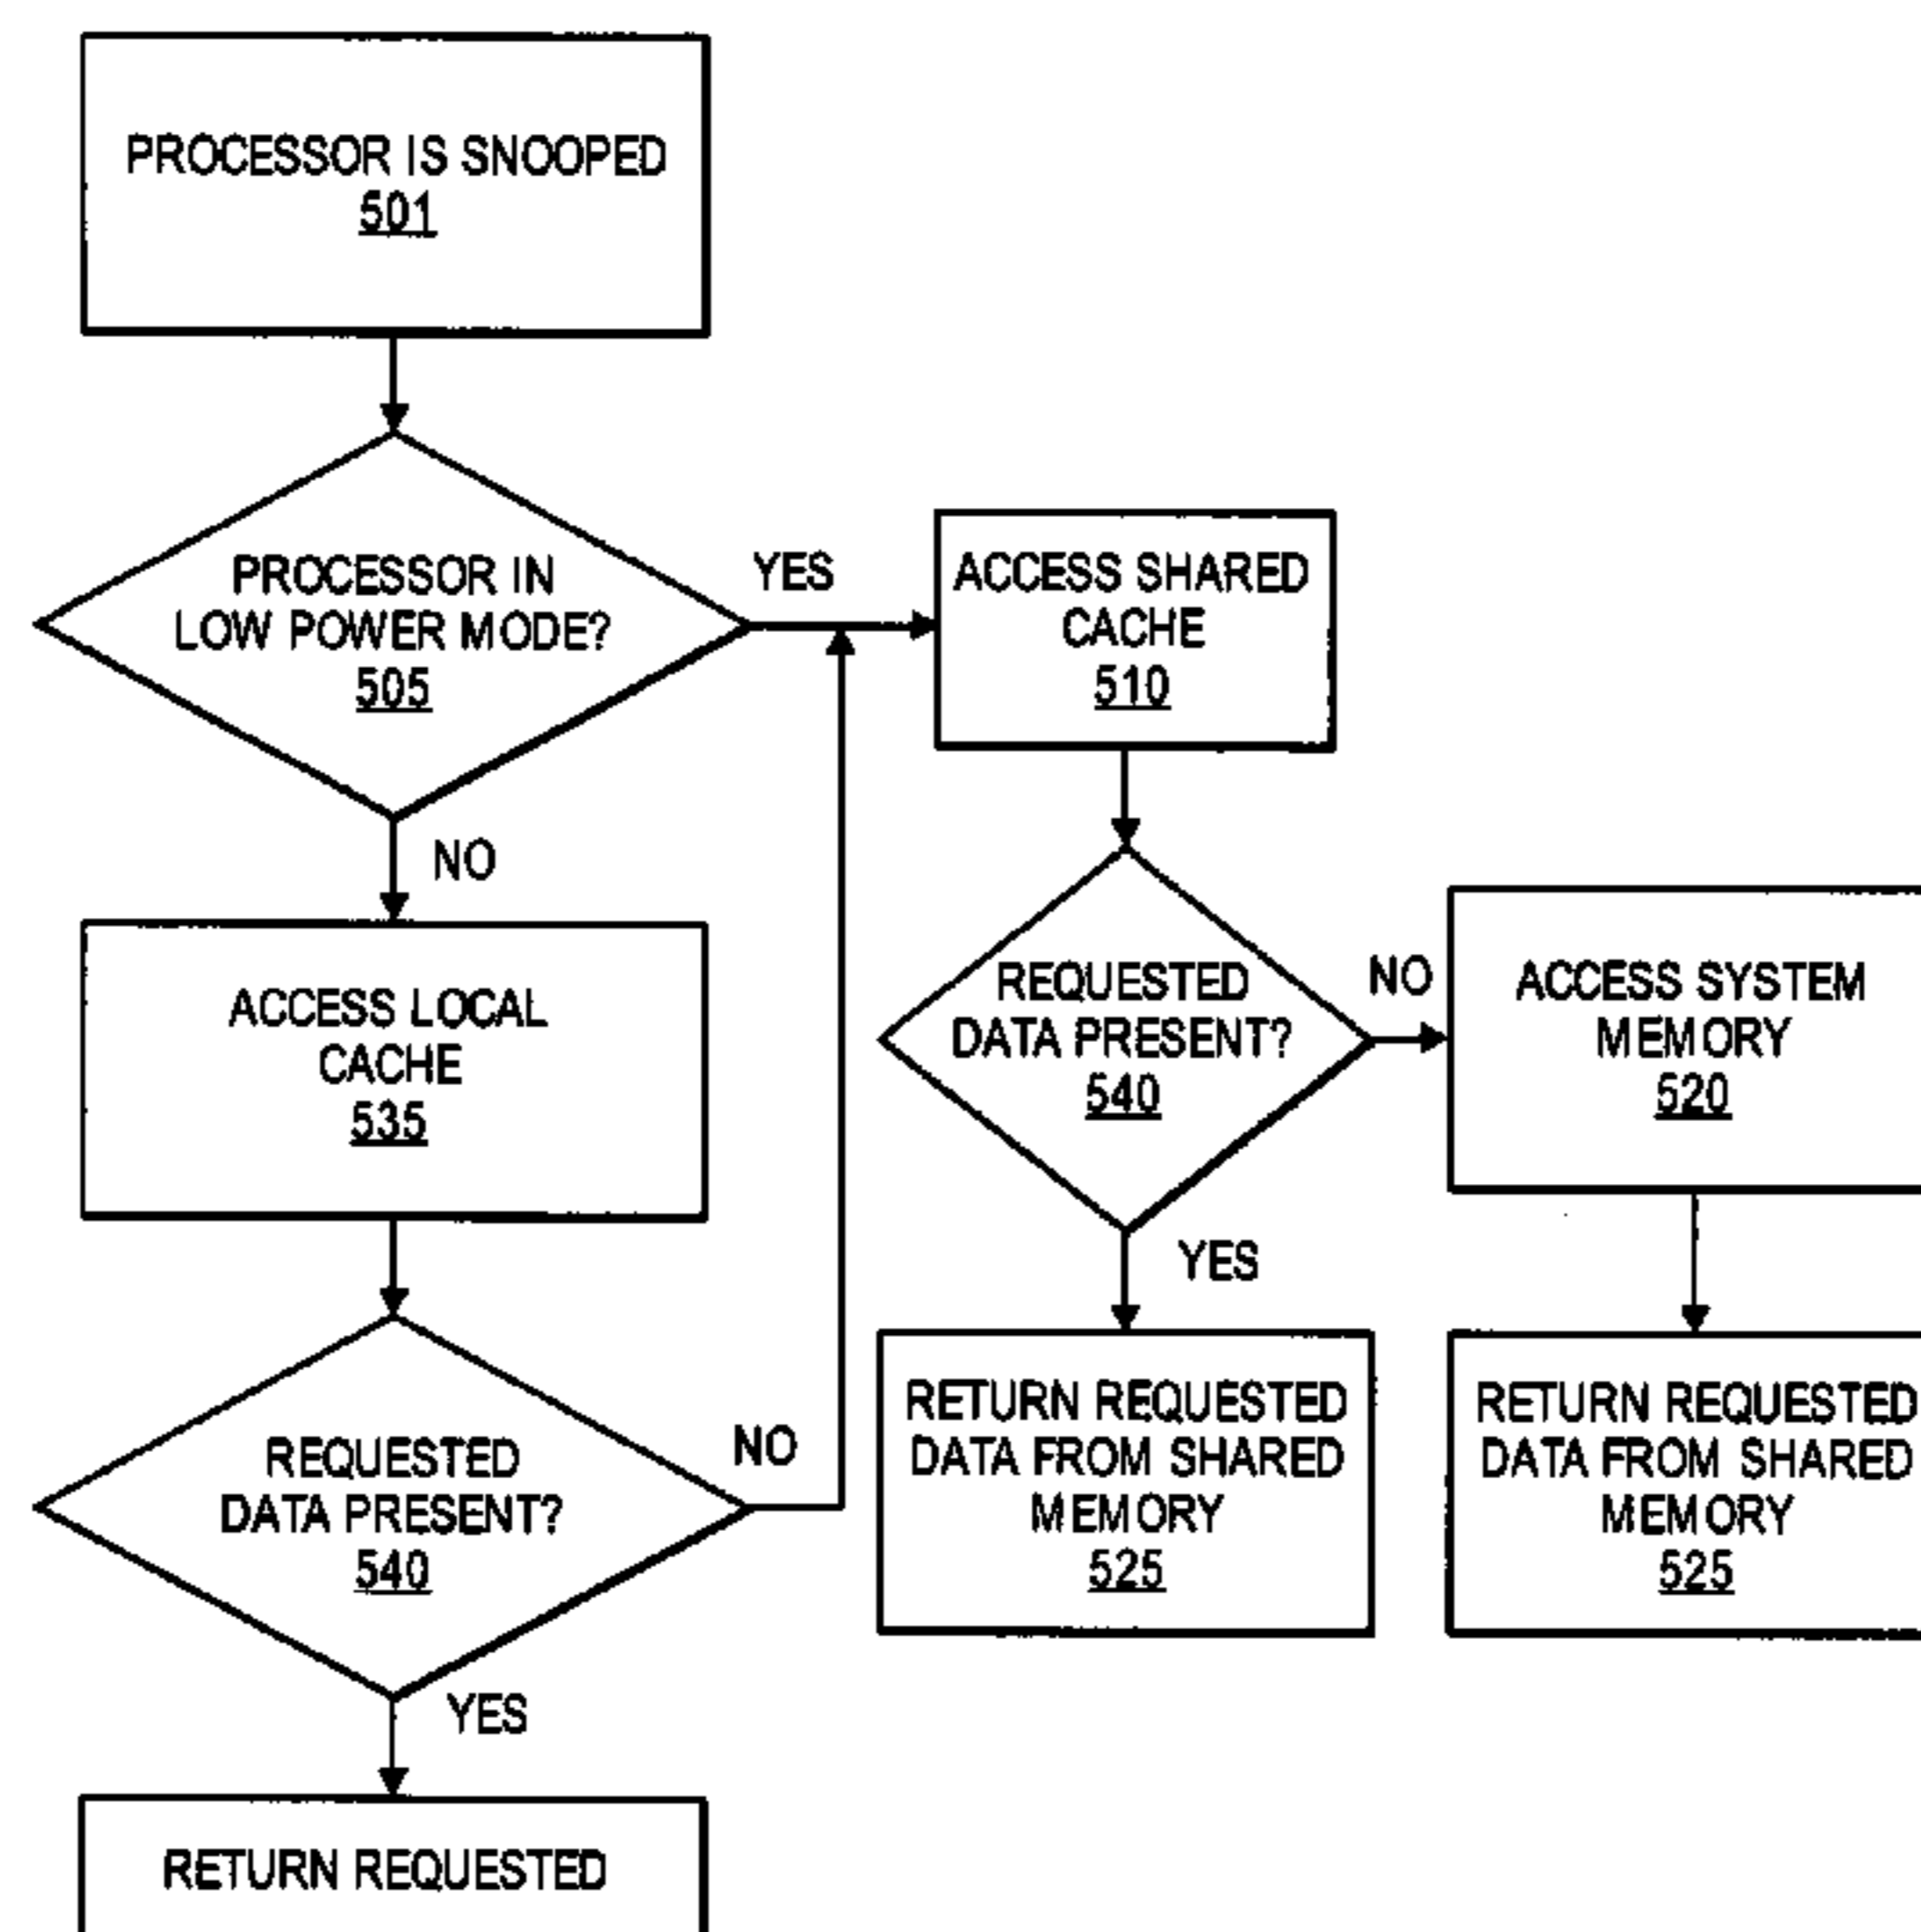 PROCESSOR IS SNOOPED
501
PROCESSOR IN
LOW POWER MODE?
505
YES
ACCESS SHARED
CACHE
510
NO
ACCESS LOCAL
CACHE
535
REQUESTED
DATA PRESENT?
540
NO
ACCESS SYSTEM
MEMORY
520
YES
RETURN REQUESTED
DATA FROM SHARED
MEMORY
525
RETURN REQUESTED
DATA FROM SHARED
MEMORY
525
REQUESTED
DATA PRESENT?
540
NO
YES
RETURN REQUESTED